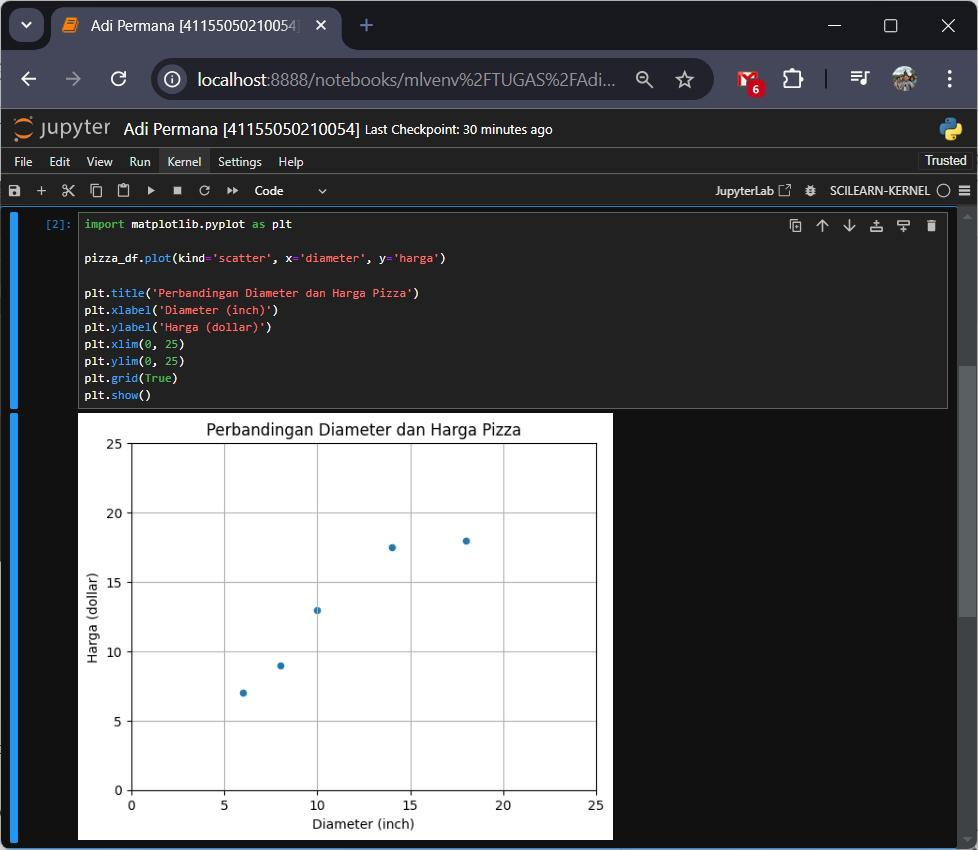 Adi Permana [41155050210054]
localhost:8888/notebooks/mlvenv%2FTUGAS%2FAdi...
6
jupyter Adi Permana [41155050210054] Last Checkpoint: 30 minutes ago
File Edit View Run Kernel Settings Help
Trusted
Code
JupyterLab
SCILEARN-KERNEL
[2]:
import matplotlib.pyplot as plt
pizza_df.plot(kind='scatter', x='diameter', y='harga')
plt.title('Perbandingan Diameter dan Harga Pizza')
plt.xlabel('Diameter (inch)')
plt.ylabel('Harga (dollar)')
plt.xlim(0, 25)
plt.ylim(0, 25)
plt.grid(True)
plt.show()
Perbandingan Diameter dan Harga Pizza
25
20
15
10
5
0
Harga (dollar)
0 5 10 15 20 25
Diameter (inch)